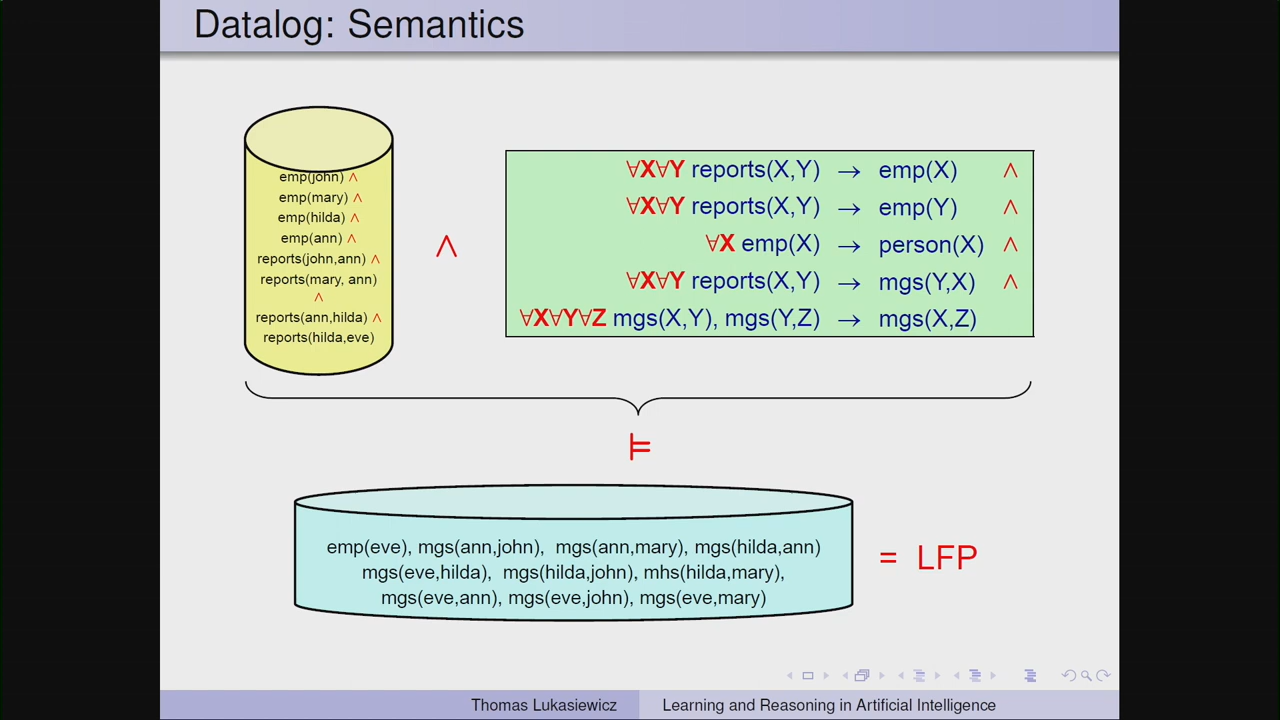 Datalog: Semantics
emp(john) ∧
emp(mary) ∧
emp(hilda) ∧
emp(ann) ∧
reports(john,ann) ∧
reports(mary, ann)
∧
reports(ann,hilda) ∧
reports(hilda,eve)
∧
∀X∀Y reports(X,Y) → emp(X) ∧
∀X∀Y reports(X,Y) → emp(Y) ∧
∀X emp(X) → person(X) ∧
∀X∀Y reports(X,Y) → mgs(Y,X) ∧
∀X∀Y∀Z mgs(X,Y), mgs(Y,Z) → mgs(X,Z)
⊨
emp(eve), mgs(ann,john), mgs(ann,mary), mgs(hilda,ann)
mgs(eve,hilda), mgs(hilda,john), mhs(hilda,mary),
mgs(eve,ann), mgs(eve,john), mgs(eve,mary)
= LFP
Thomas Lukasiewicz Learning and Reasoning in Artificial Intelligence